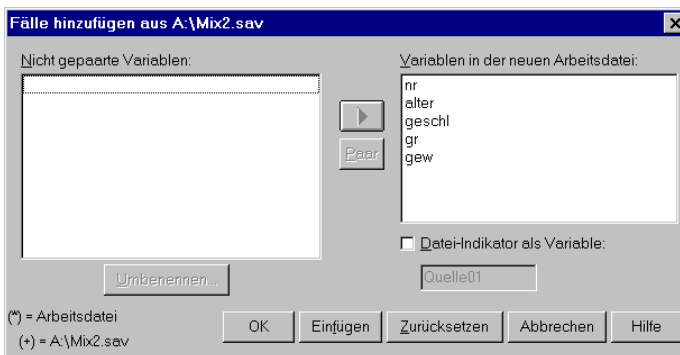 Fälle hinzufügen aus A:\Mix2.sav
Nicht gepaarte Variablen:
Variablen in der neuen Arbeitsdatei:
nr
alter
geschl
gr
gew
Paar
Datei-Indikator als Variable:
Quelle01
Umbenennen...
(*) = Arbeitsdatei
(+) = A:\Mix2.sav
OK Einfügen Zurücksetzen Abbrechen Hilfe